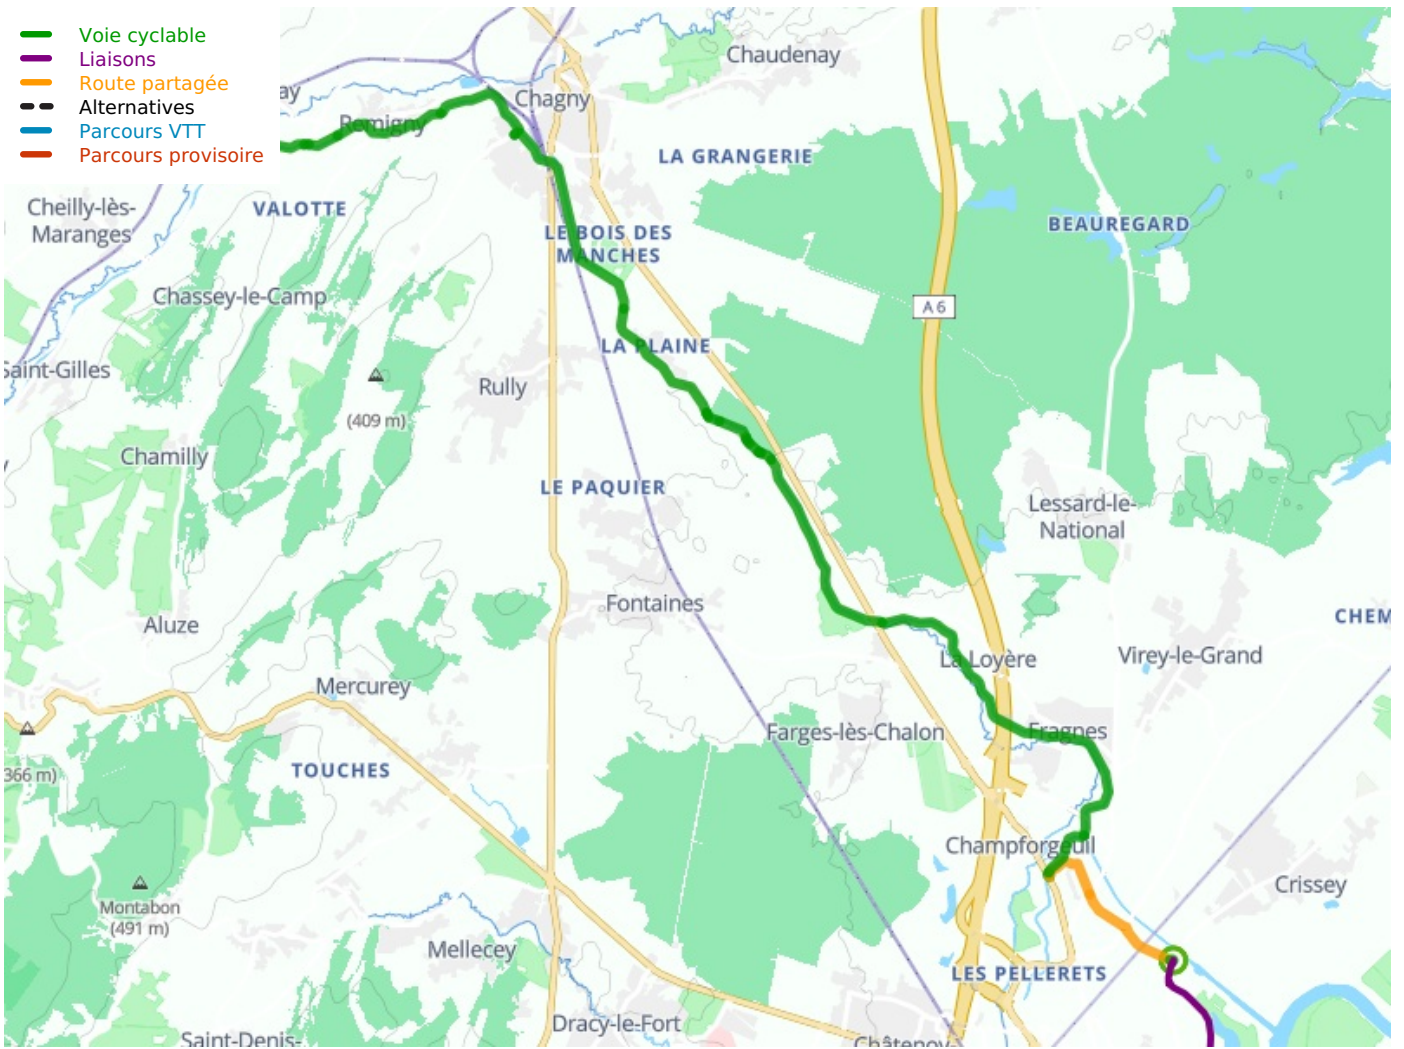 Voie cyclable
Liaisons
Route partagée
Alternatives
Parcours VTT
Parcours provisoire
Chaudenay
ay
Chagny
Romigny
LA GRANGERIE
Cheilly-lès-
Maranges
VALOTTE
LE BOIS DES
MANCHES
BEAUREGARD
Chassey-le-Camp
A 6
LA PLAINE
Saint-Gilles
Rully
(409 m)
Chamilly
LE PAQUIER
Lessard-le-
National
Fontaines
Aluze
CHEM
La Loyère
Virey-le-Grand
Mercurey
Farges-lès-Chalon
Fragnes
366 m)
TOUCHES
Champforgeuil
Crissey
Montabon
(491 m)
Mellecey
LES PELLERETS
Dracy-le-Fort
Saint-Denis-
Châtenoy-